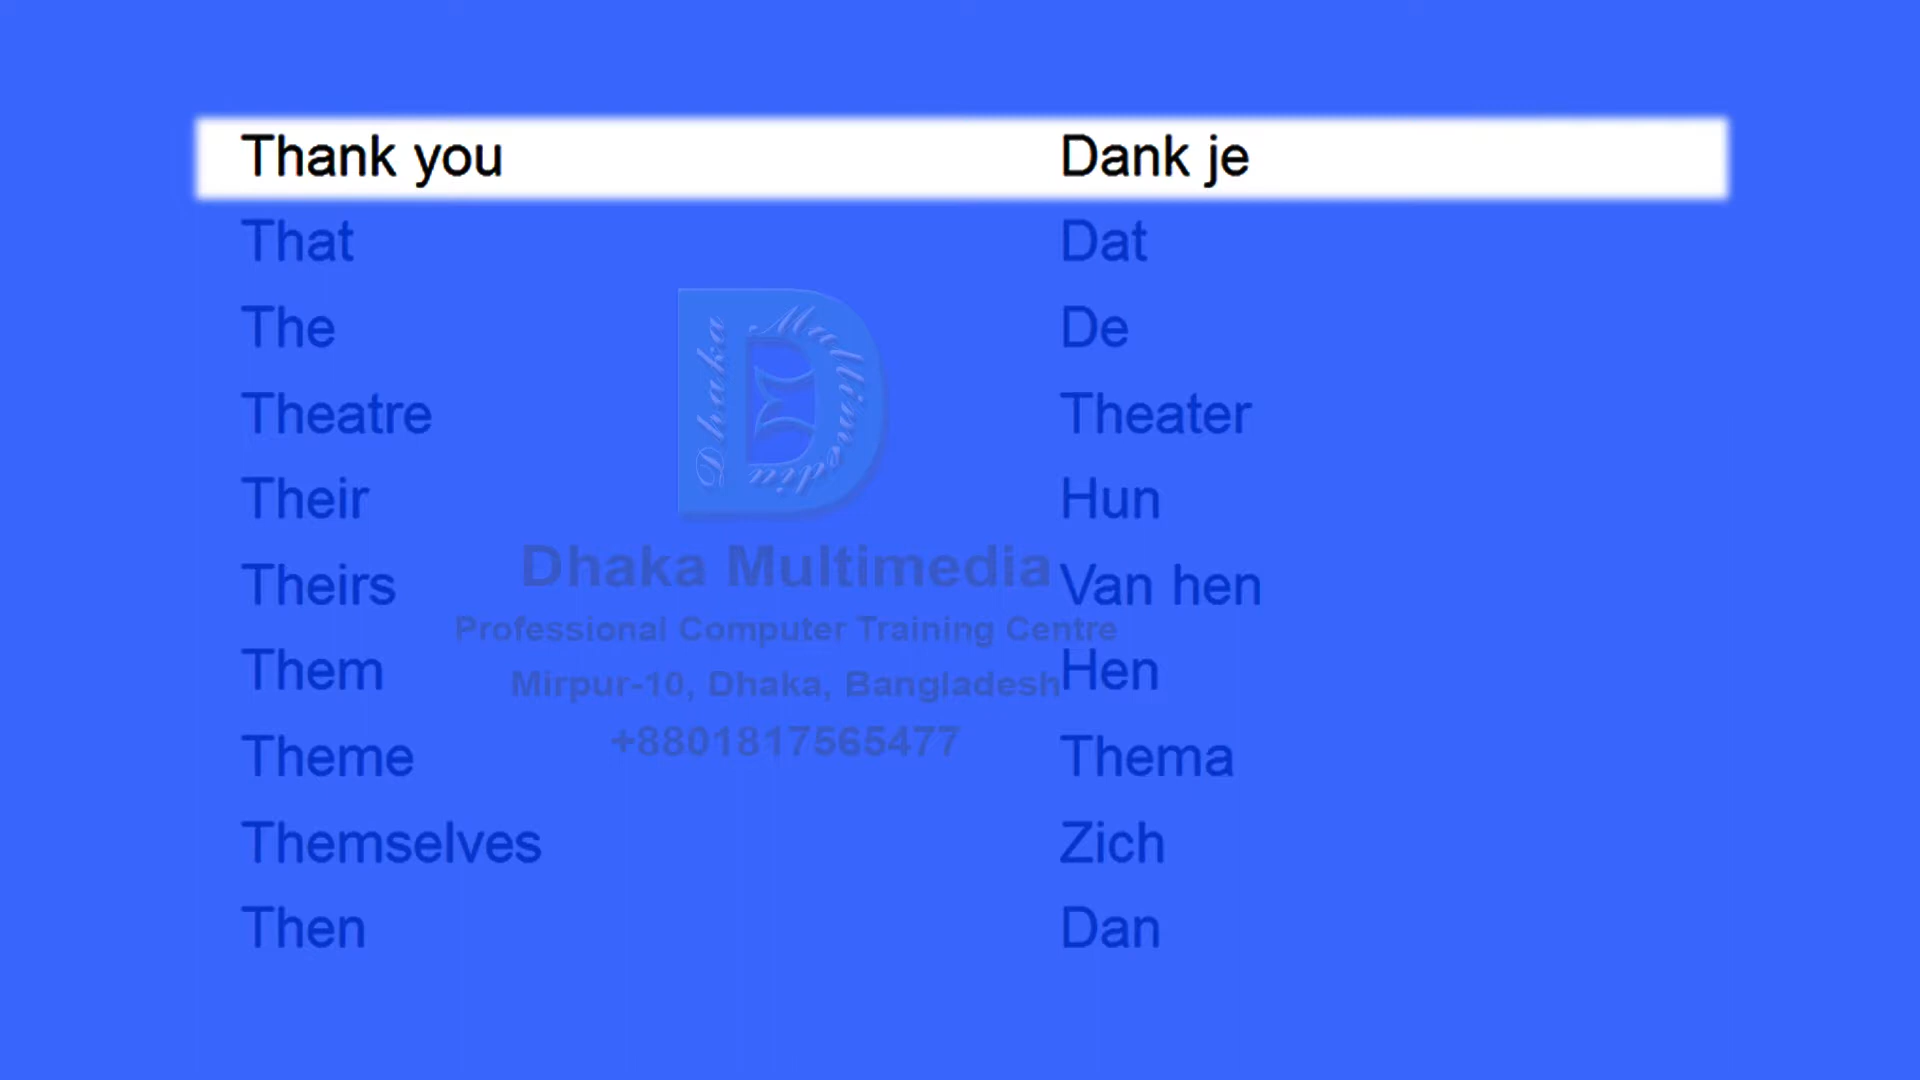 Thank you Dank je
That Dat
The De
Theatre Theater
Their Hun
Theirs Van hen
Them Hen
Theme Thema
Themselves Zich
Then Dan
Dhaka Multimedia
Dhaka Multimedia
Professional Computer Training Centre
Mirpur-10, Dhaka, Bangladesh
+8801817565477